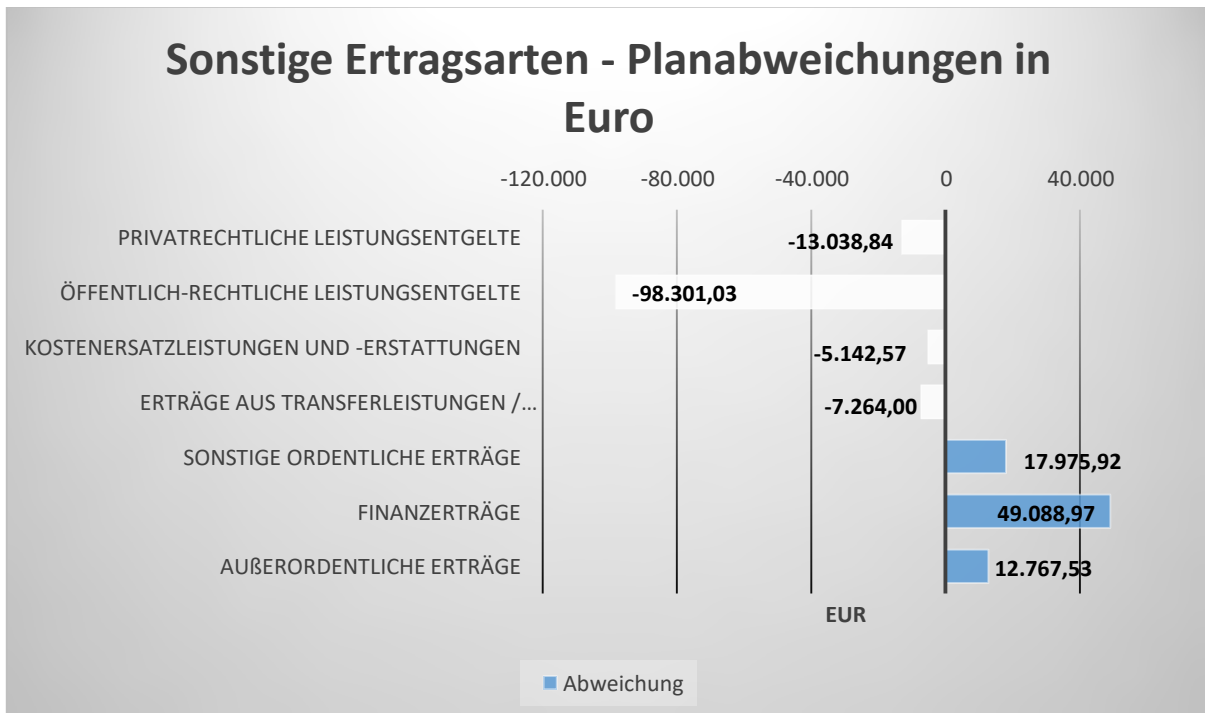 Sonstige Ertragsarten - Planabweichungen in
Euro
-120.000 -80.000 -40.000 0 40.000
PRIVATRECHTLICHE LEISTUNGSENTGELTE -13.038,84
ÖFFENTLICH-RECHTLICHE LEISTUNGSENTGELTE -98.301,03
KOSTENERSATZLEISTUNGEN UND -ERSTATTUNGEN -5.142,57
ERTRÄGE AUS TRANSFERLEISTUNGEN /... -7.264,00
SONSTIGE ORDENTLICHE ERTRÄGE 17.975,92
FINANZERTRÄGE 49.088,97
AUßERORDENTLICHE ERTRÄGE 12.767,53
EUR
Abweichung